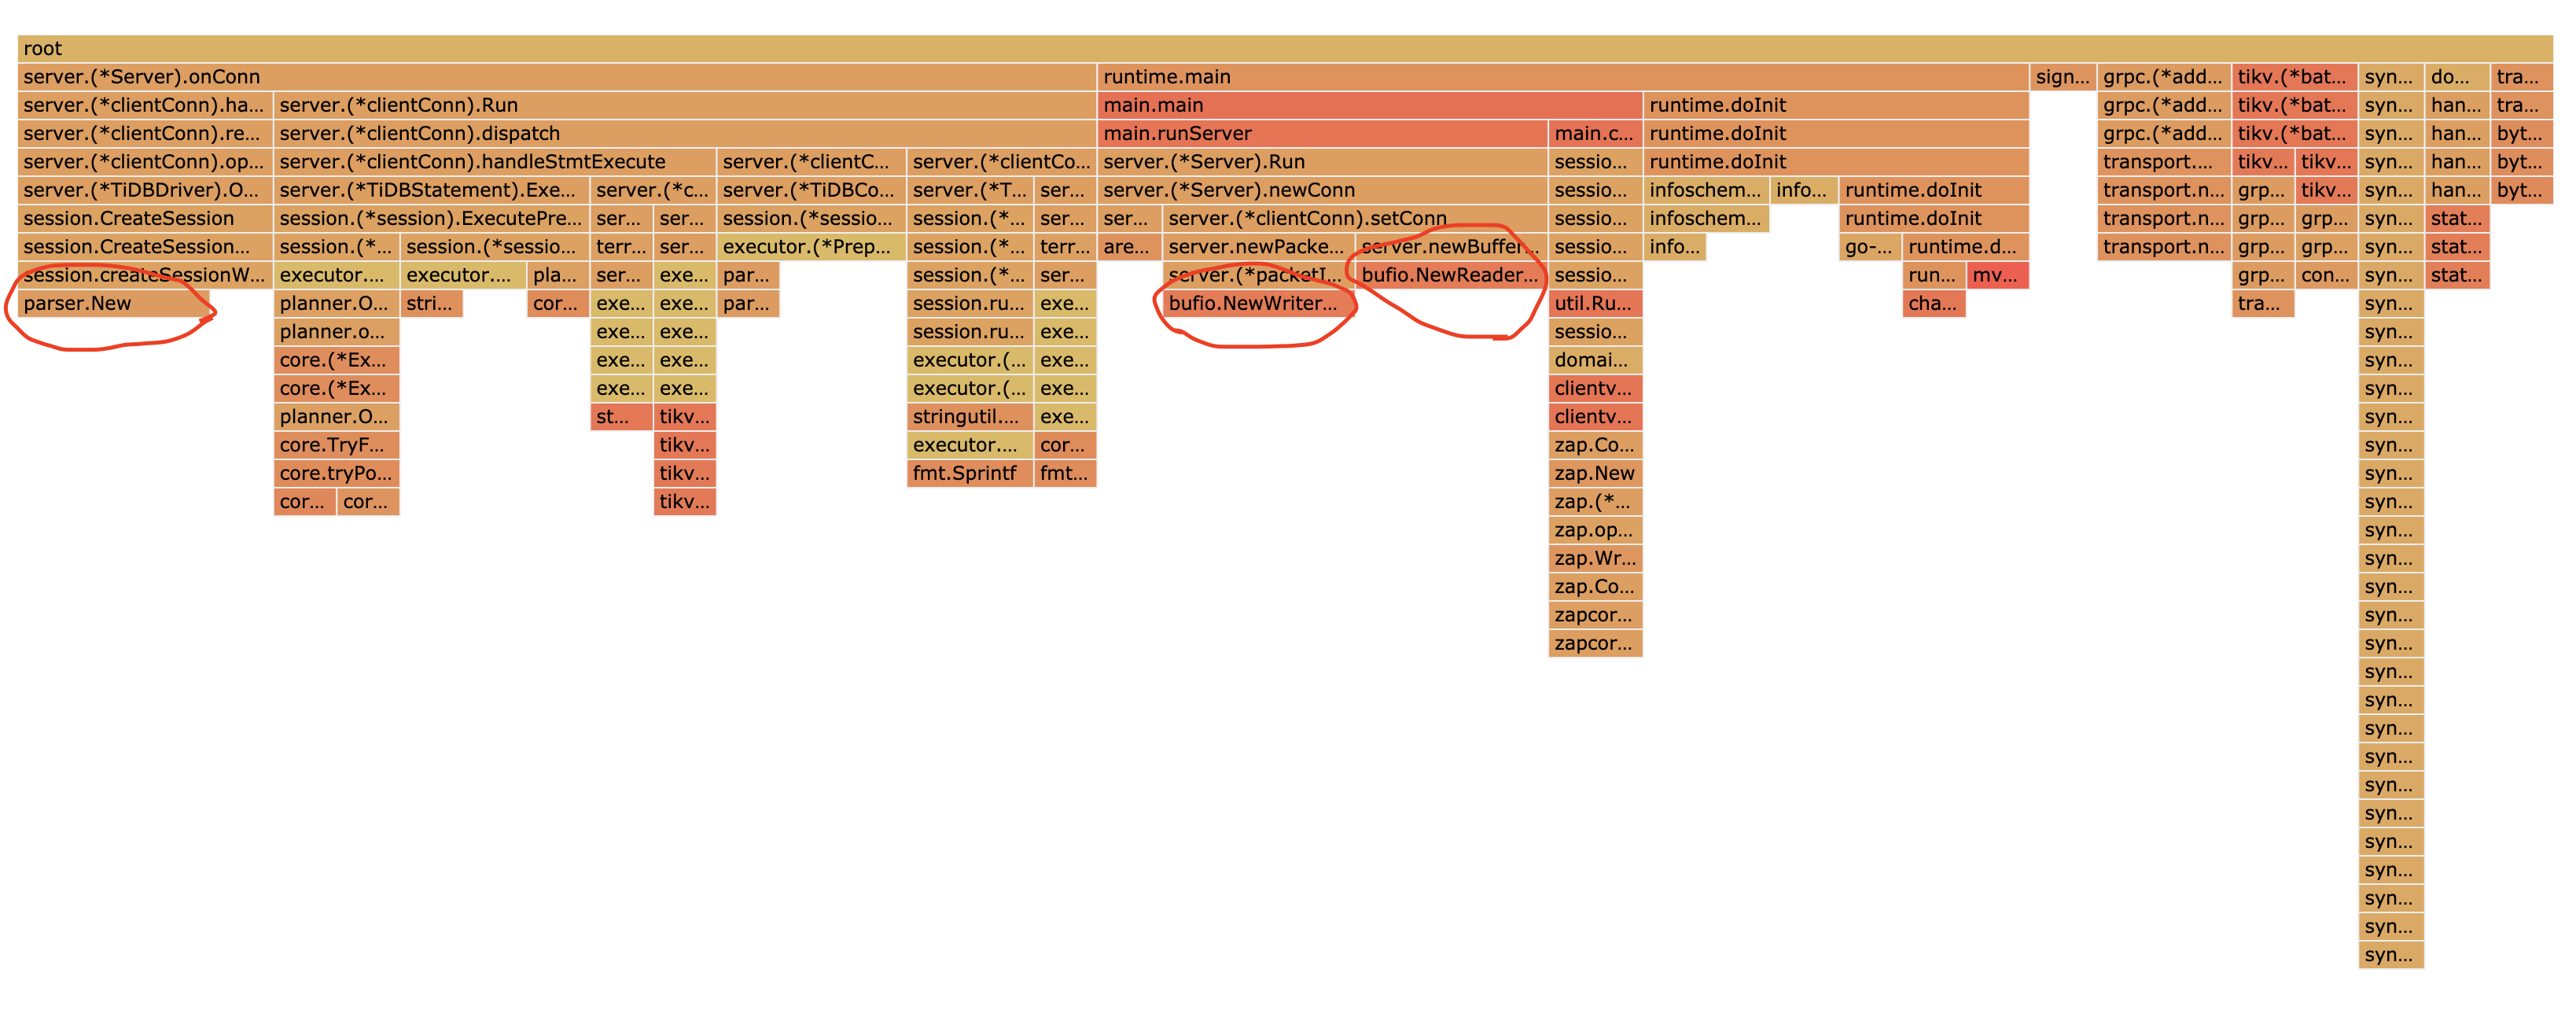 root
server.(*Server).onConn runtime.main sign... grpc.(*add... tikv.(*bat... syn... do... tra...
server.(*clientConn).ha... server.(*clientConn).Run main.main runtime.doInit grpc.(*add... tikv.(*bat... syn... han... tra...
server.(*clientConn).re... server.(*clientConn).dispatch main.runServer main.c... runtime.doInit grpc.(*add... tikv.(*bat... syn... han... byt...
server.(*clientConn).op... server.(*clientConn).handleStmtExecute server.(*clientC... server.(*clientCo... server.(*Server).Run sessio... runtime.doInit transport.... tikv... tikv... syn... han... byt...
server.(*TiDBDriver).O... server.(*TiDBStatement).Exe... server.(*c... server.(*TiDBCo... server.(*T... ser... server.(*Server).newConn sessio... infoschem... info... runtime.doInit transport.n... grp... tikv... syn... han... byt...
session.CreateSession session.(*session).ExecutePre... ser... ser... session.(*sessio... session.(*... ser... ser... server.(*clientConn).setConn sessio... infoschem... runtime.doInit transport.n... grp... grp... syn... stat...
session.CreateSession... session.(*... session.(*sessio... terr... ser... executor.(*Prep... session.(*... terr... are... server.newPacke... server.newBuffer... sessio... info... go-... runtime.d... transport.n... grp... grp... syn... stat...
session.createSessionW... executor.... executor.... pla... ser... exe... par... session.(*... ser... server.(*packetI... bufio.NewReader... sessio... run... mv... grp... con... syn... stat...
parser.New planner.O... stri... cor... exe... exe... par... session.ru... exe... bufio.NewWriter... util.Ru... cha... tra... syn...
planner.o... exe... exe... session.ru... exe... sessio... syn...
core.(*Ex... exe... exe... executor.(... exe... domai... syn...
core.(*Ex... exe... exe... executor.(... exe... clientv... syn...
planner.O... st... tikv... stringutil.... exe... clientv... syn...
core.TryF... tikv... executor.... cor... zap.Co... syn...
core.tryPo... tikv... fmt.Sprintf fmt... zap.New syn...
cor... cor... tikv... zap.(*... syn...
zap.op... syn...
zap.Wr... syn...
zap.Co... syn...
zapcor... syn...
zapcor... syn...
syn...
syn...
syn...
syn...
syn...
syn...
syn...
syn...
syn...
syn...
syn...